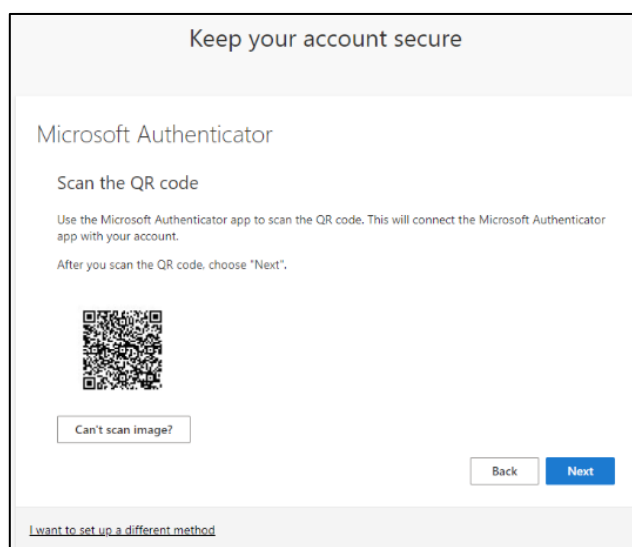 Keep your account secure
Microsoft Authenticator
Scan the QR code
Use the Microsoft Authenticator app to scan the QR code. This will connect the Microsoft Authenticator
app with your account.
After you scan the QR code, choose "Next".
Can't scan image?
Back
Next
I want to set up a different method